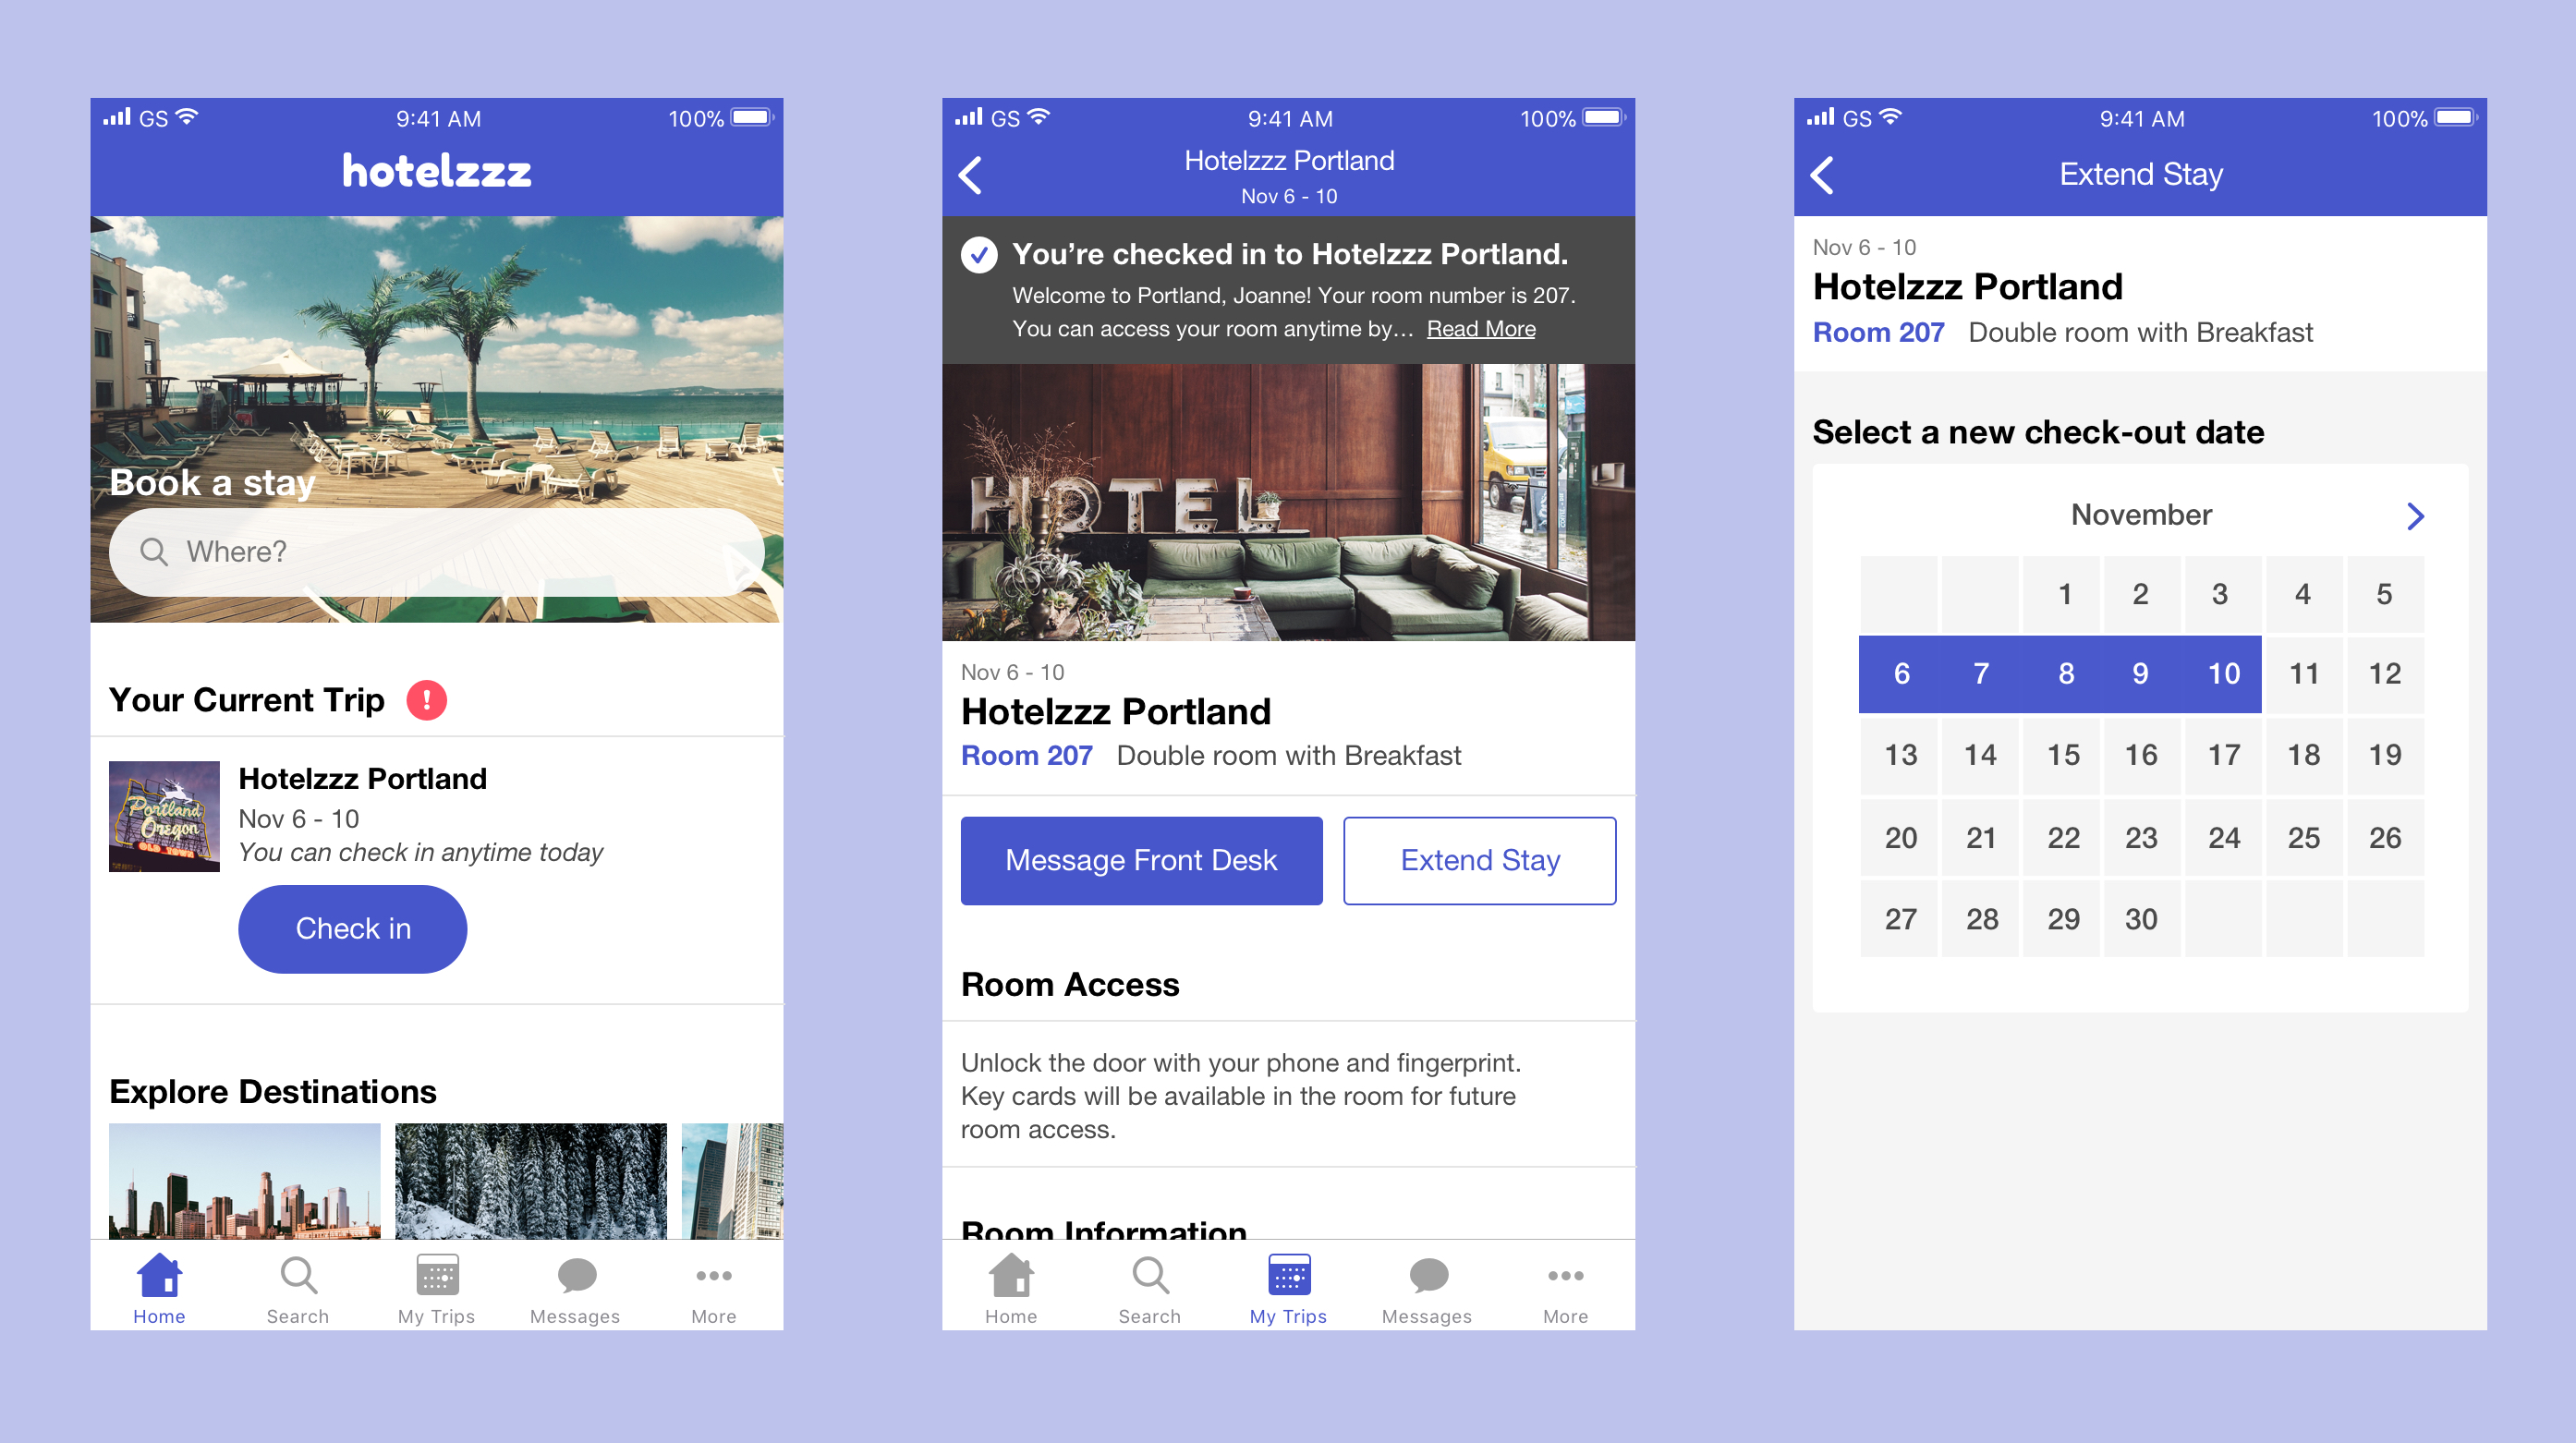 GS 9:41 AM 100%
hotelzzz
Book a stay
Where?
Your Current Trip !
Portland
Oregon
OLD TOWN
Hotelzzz Portland
Nov 6 - 10
You can check in anytime today
Check in
Explore Destinations
Home Search My Trips Messages More
GS 9:41 AM 100%
Hotelzzz Portland
Nov 6 - 10
You’re checked in to Hotelzzz Portland.
Welcome to Portland, Joanne! Your room number is 207.
You can access your room anytime by… Read More
HOTEL
Nov 6 - 10
Hotelzzz Portland
Room 207 Double room with Breakfast
Message Front Desk Extend Stay
Room Access
Unlock the door with your phone and fingerprint.
Key cards will be available in the room for future
room access.
Room Information
Home Search My Trips Messages More
GS 9:41 AM 100%
Extend Stay
Nov 6 - 10
Hotelzzz Portland
Room 207 Double room with Breakfast
Select a new check-out date
November
1 2 3 4 5
6 7 8 9 10 11 12
13 14 15 16 17 18 19
20 21 22 23 24 25 26
27 28 29 30